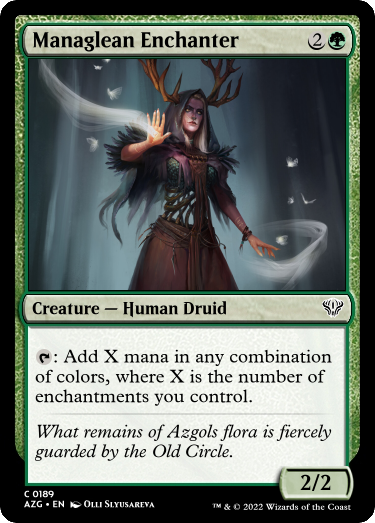 Managlean Enchanter 2
Creature — Human Druid
: Add X mana in any combination
of colors, where X is the number of
enchantments you control.
What remains of Azgols flora is fiercely
guarded by the Old Circle.
2/2
C 0189
AZG • EN Olli Slyusareva
™ & © 2022 Wizards of the Coast